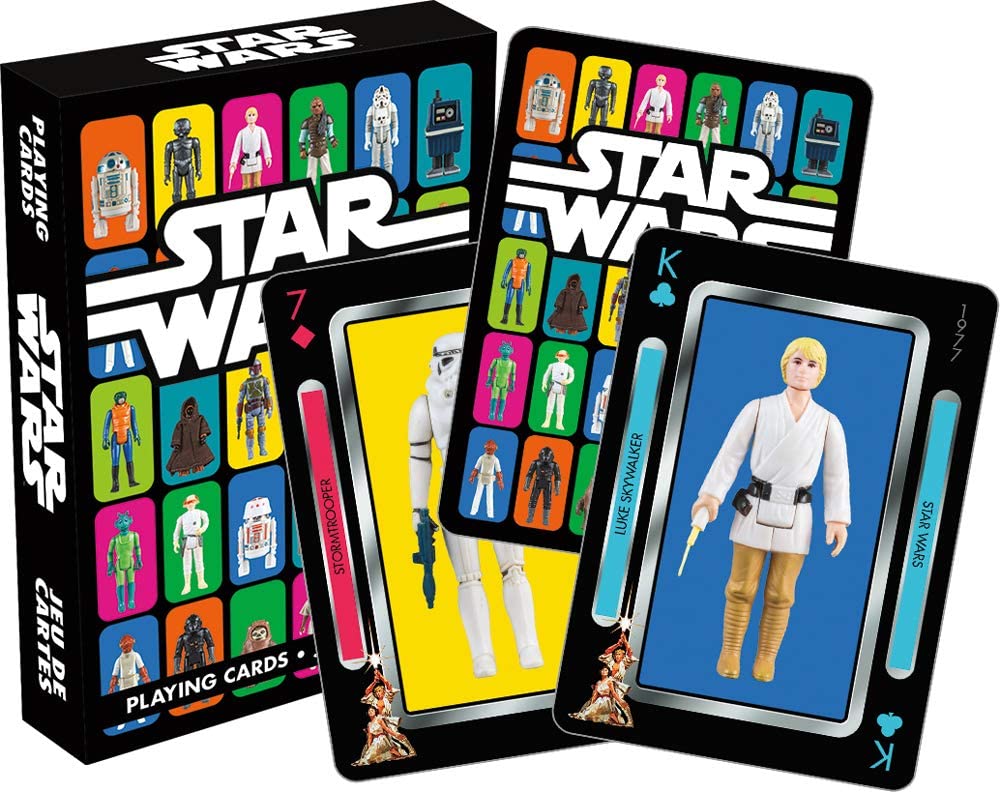 STAR
WARS
PLAYING
CARDS
STAR
WARS
JEU DE
CARTES
STAR
PLAYING CARDS •
STAR
7
STORMTROOPER
K
1977
LUKE SKYWALKER
STAR WARS
K